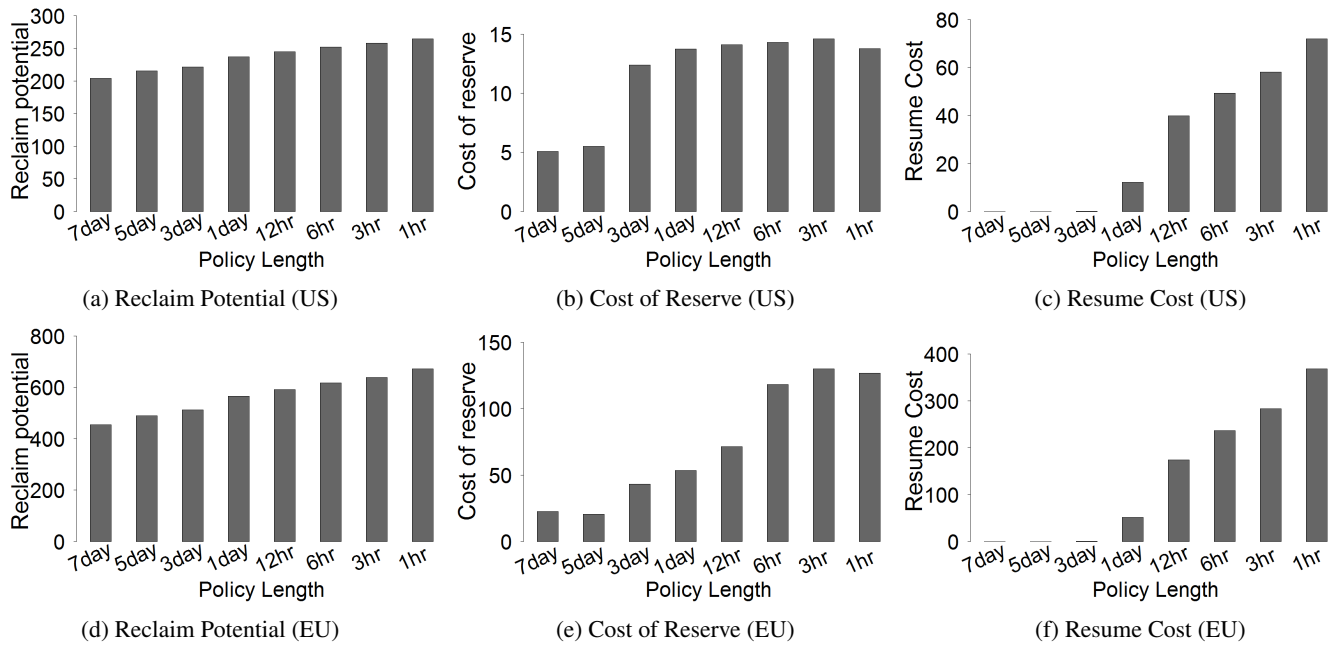 Reclaim potential
300
250
200
150
100
50
0
7day 5day 3day 1day 12hr 6hr 3hr 1hr
Policy Length
(a) Reclaim Potential (US)
Cost of reserve
15
10
5
0
7day 5day 3day 1day 12hr 6hr 3hr 1hr
Policy Length
(b) Cost of Reserve (US)
Resume Cost
80
60
40
20
0
7day 5day 3day 1day 12hr 6hr 3hr 1hr
Policy Length
(c) Resume Cost (US)
Reclaim potential
800
600
400
200
0
7day 5day 3day 1day 12hr 6hr 3hr 1hr
Policy Length
(d) Reclaim Potential (EU)
Cost of reserve
150
100
50
0
7day 5day 3day 1day 12hr 6hr 3hr 1hr
Policy Length
(e) Cost of Reserve (EU)
Resume Cost
400
300
200
100
0
7day 5day 3day 1day 12hr 6hr 3hr 1hr
Policy Length
(f) Resume Cost (EU)